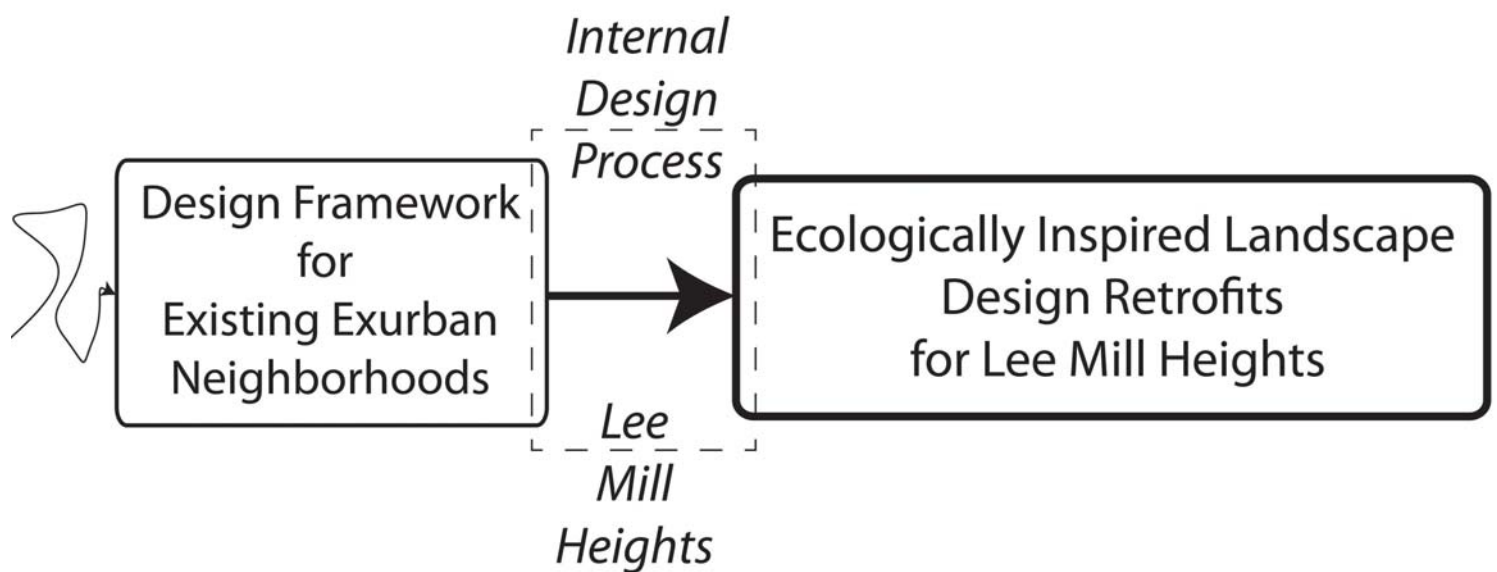 Internal
Design
Process
Design Framework
for
Existing Exurban
Neighborhoods
Ecologically Inspired Landscape
Design Retrofits
for Lee Mill Heights
Lee
Mill
Heights